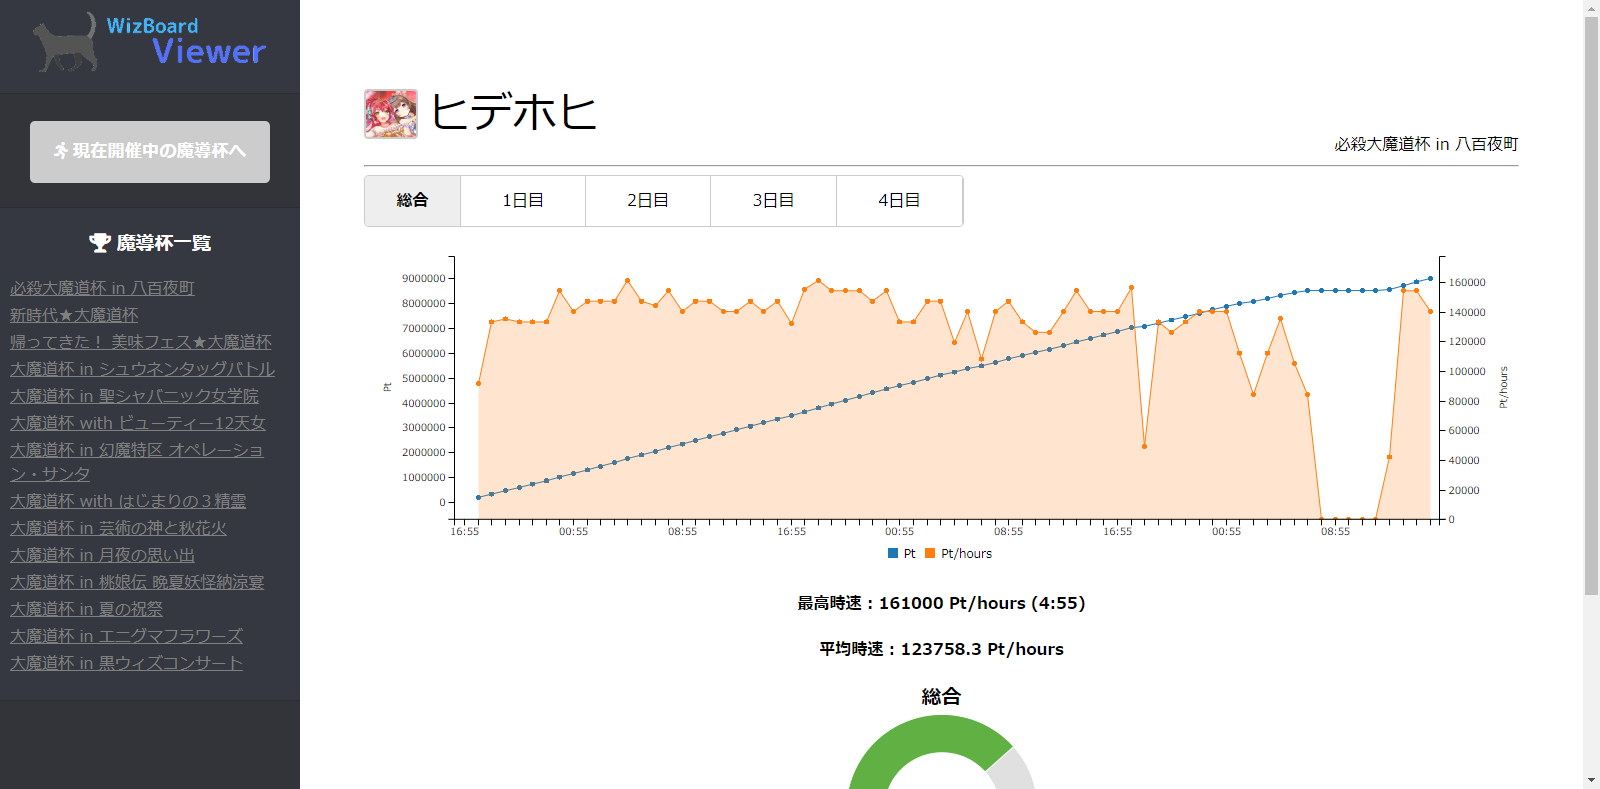 WizBoard
Viewer
現在開催中の魔導杯へ
魔導杯一覧
必殺大魔道杯 in 八百夜町
新時代★大魔道杯
帰ってきた！ 美味フェス★大魔道杯
大魔道杯 in シュウネンタッグバトル
大魔道杯 in 聖シャバニック女学院
大魔道杯 with ビューティー12天女
大魔道杯 in 幻魔特区 オペレーショ
ン・サンタ
大魔道杯 with はじまりの３精霊
大魔道杯 in 芸術の神と秋花火
大魔道杯 in 月夜の思い出
大魔道杯 in 桃娘伝 晩夏妖怪納涼宴
大魔道杯 in 夏の祝祭
大魔道杯 in エニグマフラワーズ
大魔道杯 in 黒ウィズコンサート
ヒデホヒ
必殺大魔道杯 in 八百夜町
総合 1日目 2日目 3日目 4日目
Pt
9000000
8000000
7000000
6000000
5000000
4000000
3000000
2000000
1000000
0
160000
140000
120000
100000
80000
60000
40000
20000
0
Pt/hours
16:55 00:55 08:55 16:55 00:55 08:55 16:55 00:55 08:55
Pt Pt/hours
最高時速 : 161000 Pt/hours (4:55)
平均時速 : 123758.3 Pt/hours
総合